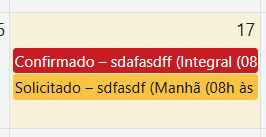 17
Confirmado – sdafasdff (Integral (08
Solicitado – sdfasdf (Manhã (08h às